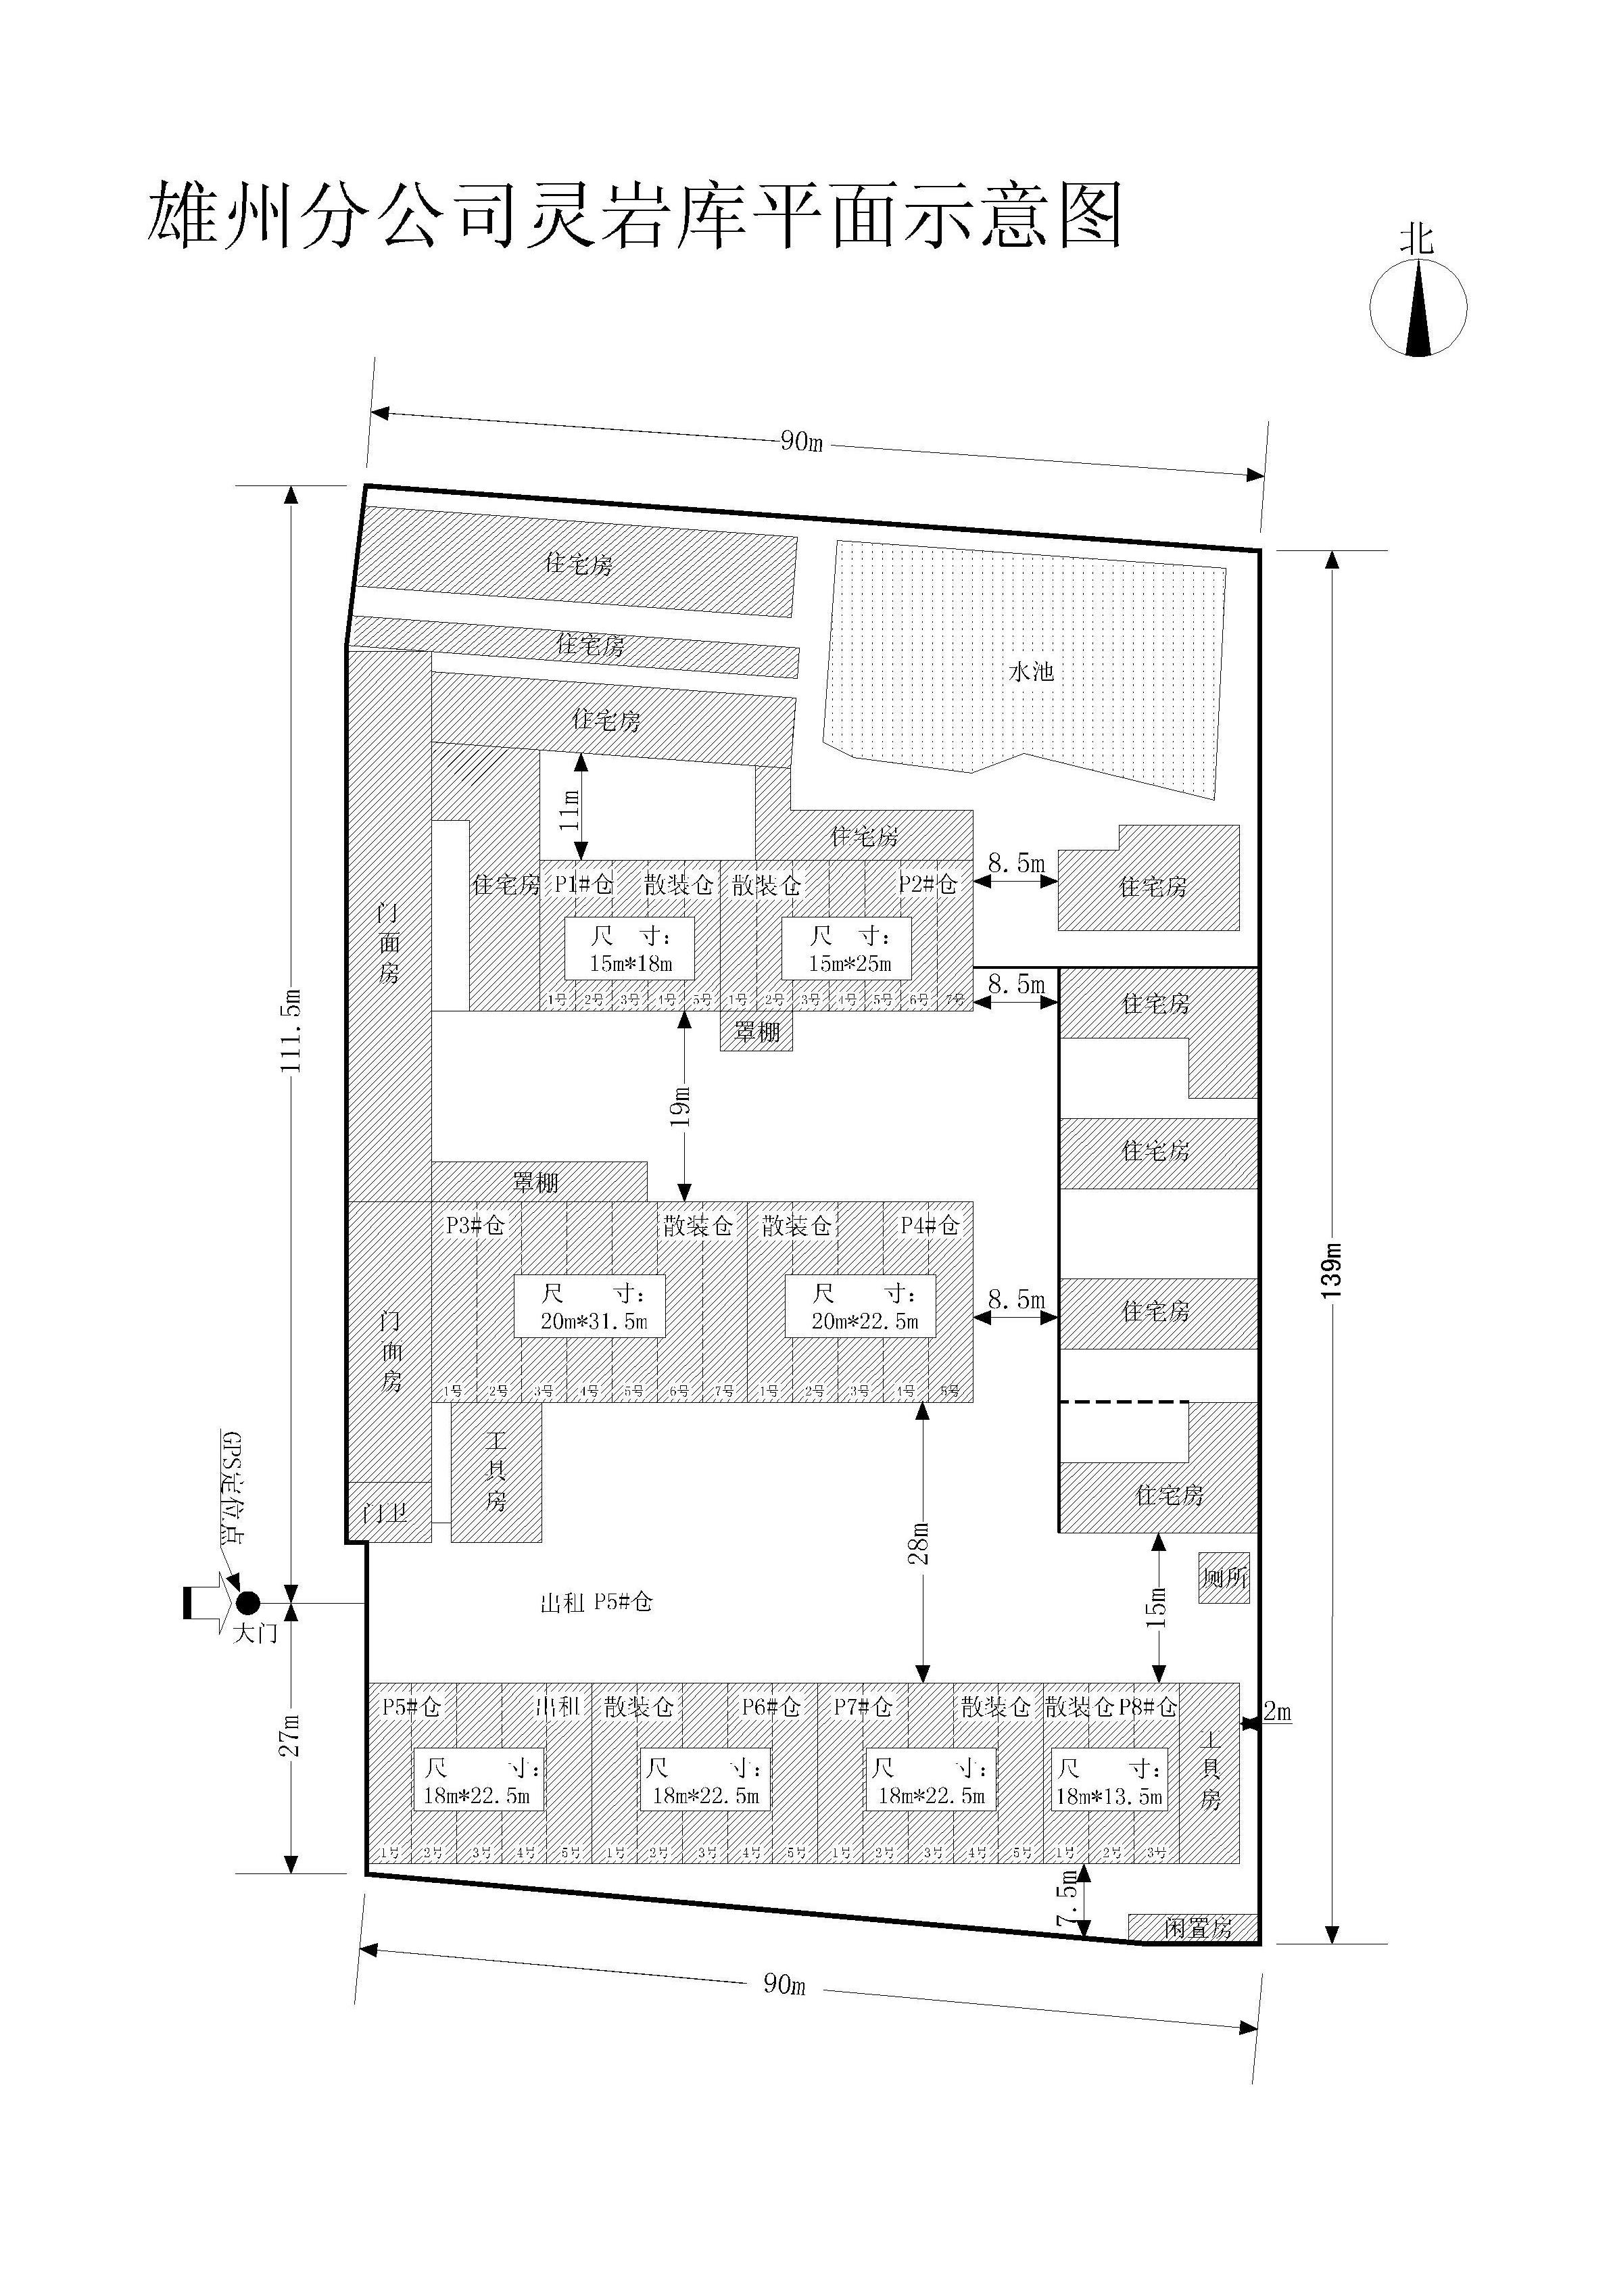 雄州分公司灵岩库平面示意图
北
90m
住宅房
住宅房
水池
住宅房
11m
住宅房
住宅房
P1#仓 散装仓 散装仓 P2#仓
8.5m
住宅房
门面房
尺 寸：
15m*18m
尺 寸：
15m*25m
8.5m
住宅房
1号 2号 3号 4号 5号 1号 2号 3号 4号 5号 6号 7号
罩棚
111.5m
19m
住宅房
罩棚
P3#仓 散装仓 散装仓 P4#仓
139m
尺 寸：
20m*31.5m
尺 寸：
20m*22.5m
8.5m
住宅房
门面房
1号 2号 3号 4号 5号 6号 7号 1号 2号 3号 4号 5号
工具房
GPS定位点
门卫
住宅房
28m
厕所
出租 P5#仓
15m
大门
P5#仓 出租 散装仓 P6#仓 P7#仓 散装仓 散装仓 P8#仓
2m
27m
工具房
尺 寸：
18m*22.5m
尺 寸：
18m*22.5m
尺 寸：
18m*22.5m
尺 寸：
18m*13.5m
1号 2号 3号 4号 5号 1号 2号 3号 4号 5号 1号 2号 3号 4号 5号 1号 2号 3号
7.5m
闲置房
90m